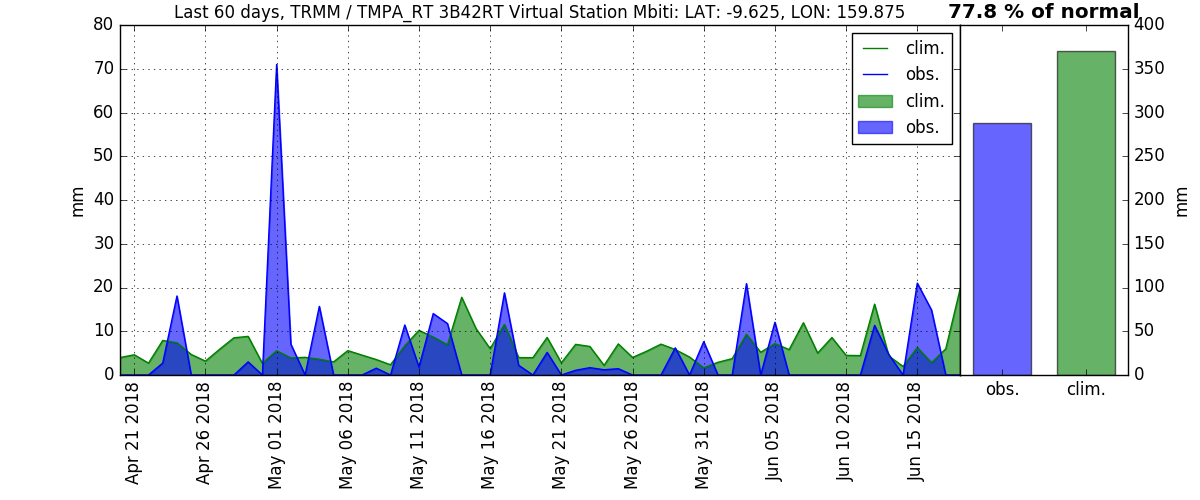 Last 60 days, TRMM / TMPA_RT 3B42RT Virtual Station Mbiti: LAT: -9.625, LON: 159.875
77.8 % of normal
80
70
60
50
40
30
20
10
0
mm
clim.
obs.
clim.
obs.
400
350
300
250
200
150
100
50
0
mm
Apr 21 2018
Apr 26 2018
May 01 2018
May 06 2018
May 11 2018
May 16 2018
May 21 2018
May 26 2018
May 31 2018
Jun 05 2018
Jun 10 2018
Jun 15 2018
obs.
clim.